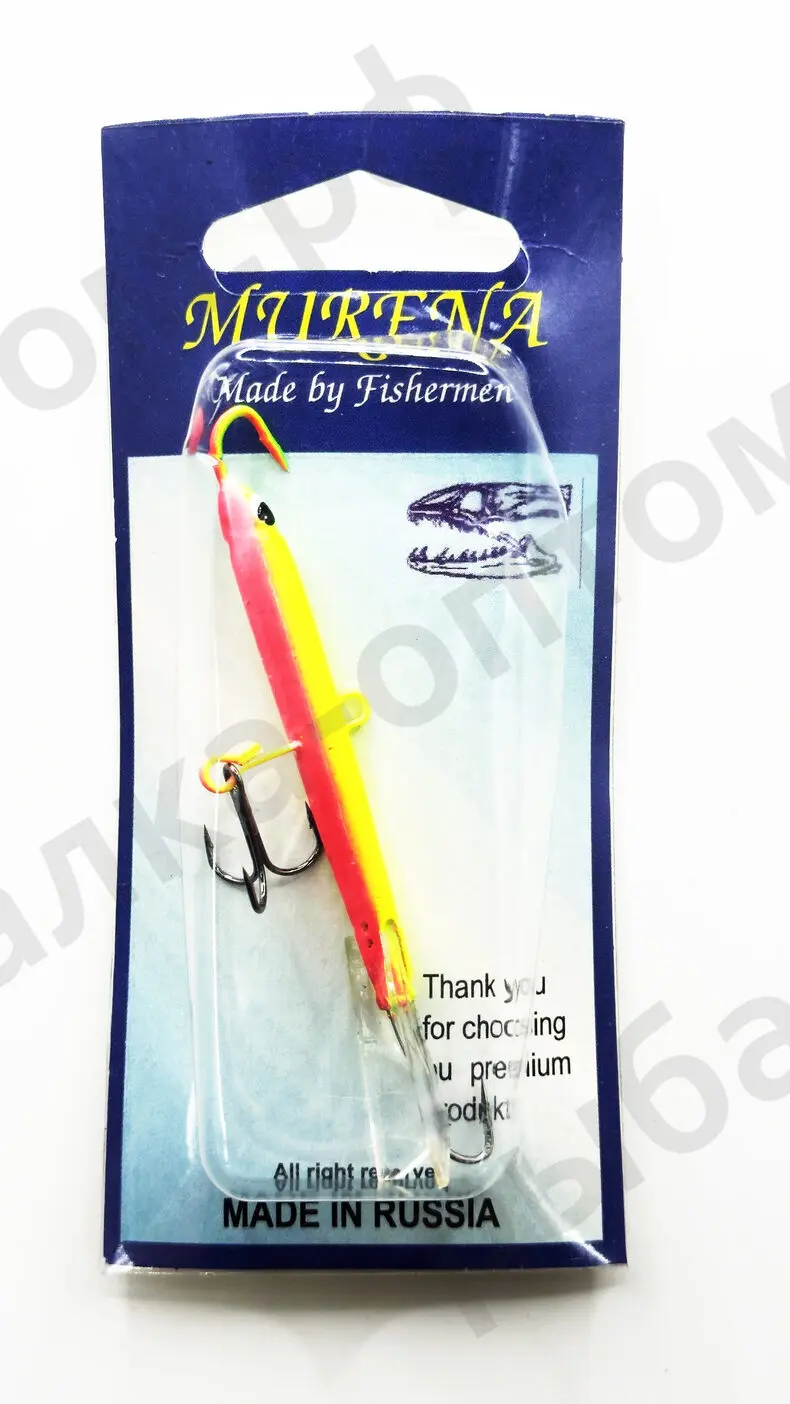 MURENA
Made by Fishermen
Thank you
for choosing
premium
All right
MADE IN RUSSIA